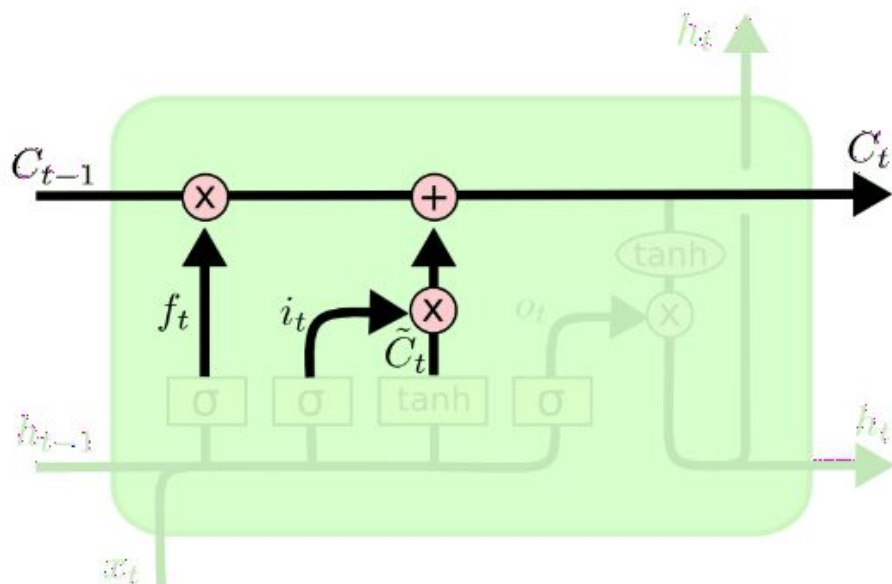 h_t
C_{t-1}
C_t
x
+
tanh
f_t
i_t
x
o_t
x
C̃_t
σ
σ
tanh
σ
h_{t-1}
h_t
x_t